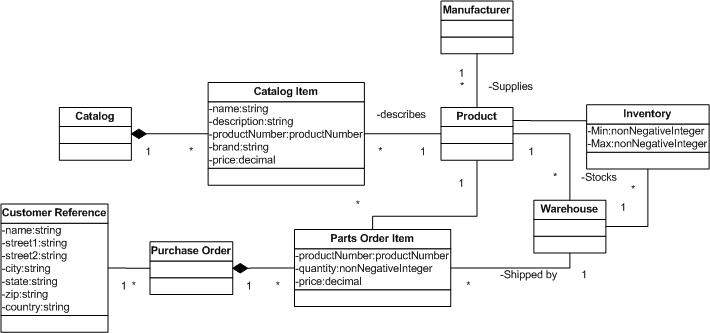 Manufacturer
1
*
-Supplies
Catalog Item
-name:string
-description:string
-productNumber:productNumber
-brand:string
-price:decimal
Catalog
1
*
-describes
*
1
Product
1
1
Inventory
-Min:nonNegativeInteger
-Max:nonNegativeInteger
-Stocks
*
*
1
Warehouse
Customer Reference
-name:string
-street1:string
-street2:string
-city:string
-state:string
-zip:string
-country:string
1
*
Purchase Order
1
*
*
Parts Order Item
-productNumber:productNumber
-quantity:nonNegativeInteger
-price:decimal
*
-Shipped by
1